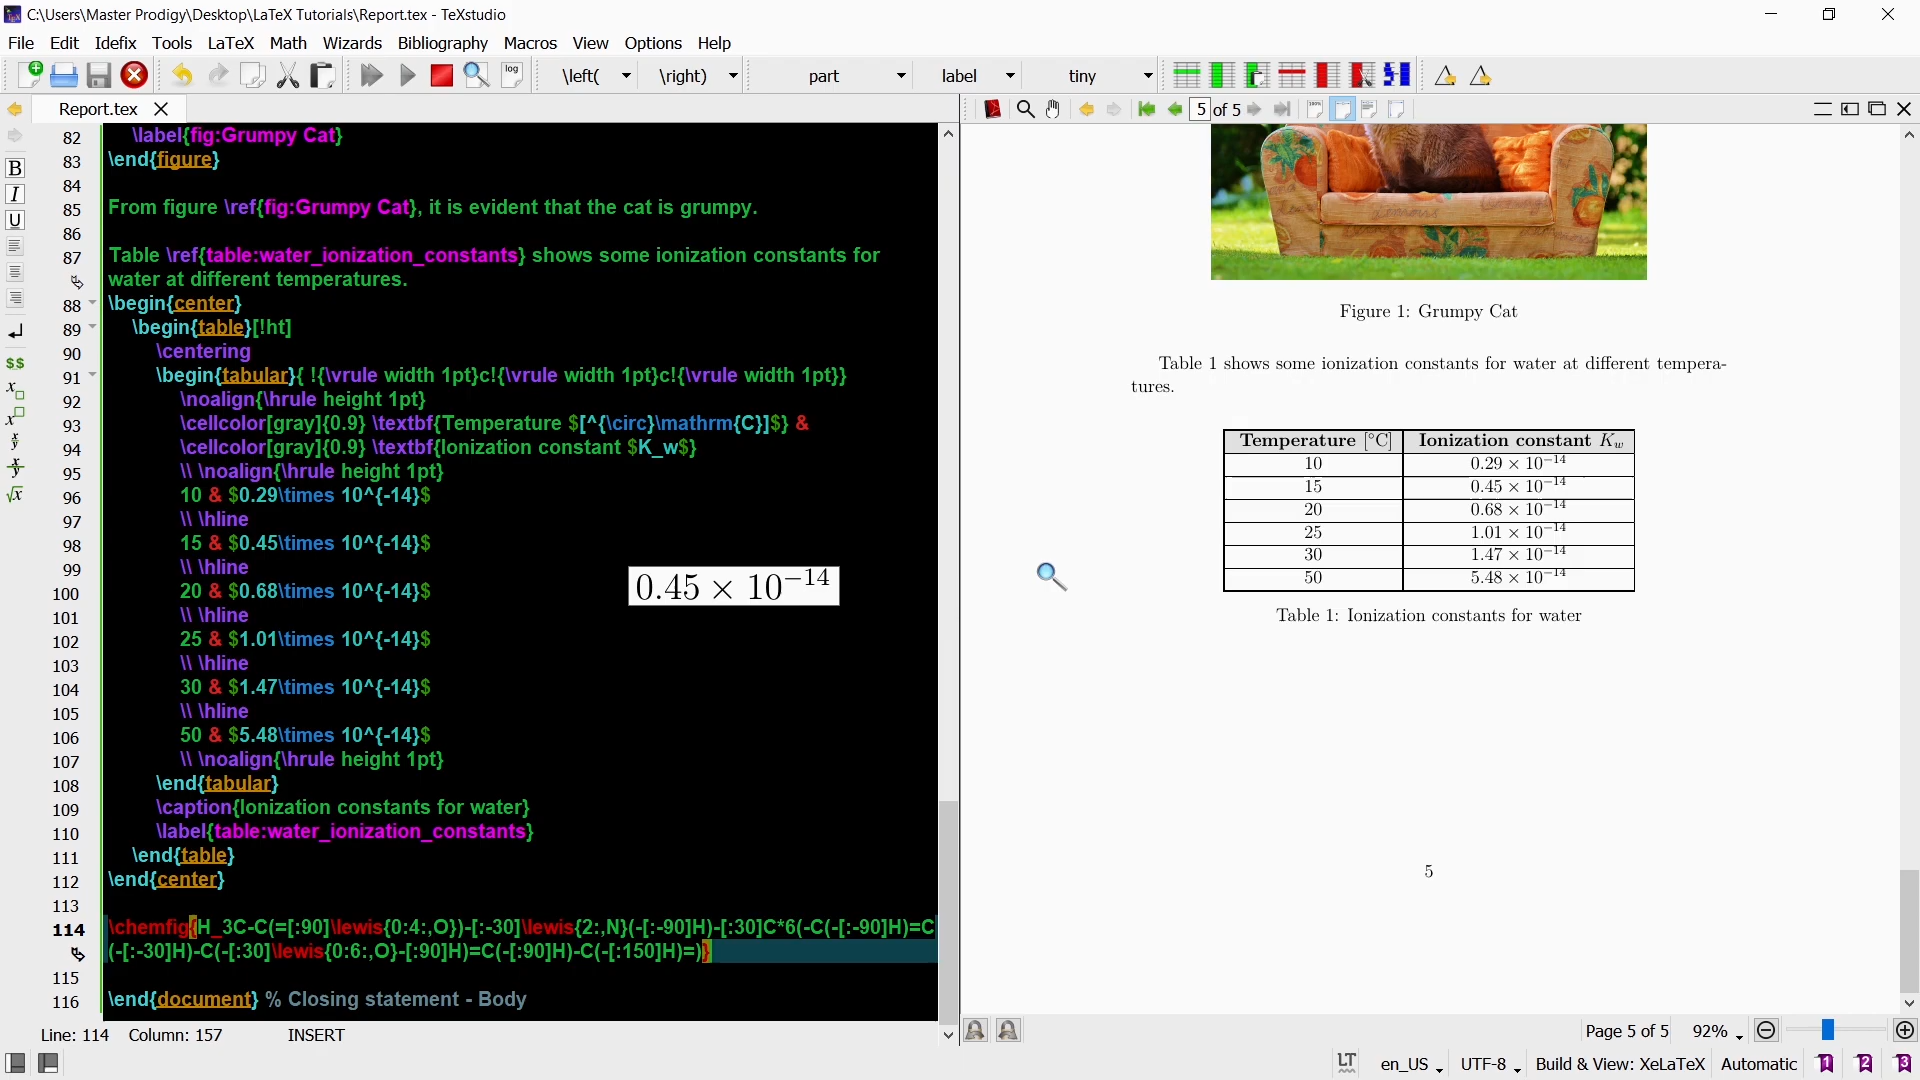 C:\Users\Master Prodigy\Desktop\LaTeX Tutorials\Report.tex - TeXstudio
File Edit Idefix Tools LaTeX Math Wizards Bibliography Macros View Options Help
log \left( \right) part label tiny
Report.tex
5 of 5
82 \label{fig:Grumpy Cat}
83 \end{figure}
84
85 From figure \ref{fig:Grumpy Cat}, it is evident that the cat is grumpy.
86
87 Table \ref{table:water_ionization_constants} shows some ionization constants for
water at different temperatures.
88 \begin{center}
89 \begin{table}[!ht]
90 \centering
91 \begin{tabular}{ !{\vrule width 1pt}c!{\vrule width 1pt}c!{\vrule width 1pt}}
92 \noalign{\hrule height 1pt}
93 \cellcolor[gray]{0.9} \textbf{Temperature $[^{\circ}\mathrm{C}]$} &
94 \cellcolor[gray]{0.9} \textbf{Ionization constant $K_w$}
95 \\ \noalign{\hrule height 1pt}
96 10 & $0.29\times 10^{-14}$
97 \\ \hline
98 15 & $0.45\times 10^{-14}$
99 \\ \hline
100 20 & $0.68\times 10^{-14}$
101 \\ \hline
102 25 & $1.01\times 10^{-14}$
103 \\ \hline
104 30 & $1.47\times 10^{-14}$
105 \\ \hline
106 50 & $5.48\times 10^{-14}$
107 \\ \noalign{\hrule height 1pt}
108 \end{tabular}
109 \caption{Ionization constants for water}
110 \label{table:water_ionization_constants}
111 \end{table}
112 \end{center}
113
114 \chemfig{H_3C-C(=[:90]\lewis{0:4:,O})-[:-30]\lewis{2:,N}(-[:-90]H)-[:30]C*6(-C(-[:-90]H)=C
(-[:-30]H)-C(-[:30]\lewis{0:6:,O}-[:90]H)=C(-[:90]H)-C(-[:150]H)=)}
115
116 \end{document} % Closing statement - Body
0.45 × 10⁻¹⁴
Line: 114 Column: 157 INSERT
Figure 1: Grumpy Cat
Table 1 shows some ionization constants for water at different tempera-
tures.
Temperature [°C] Ionization constant K_w
10 0.29 × 10⁻¹⁴
15 0.45 × 10⁻¹⁴
20 0.68 × 10⁻¹⁴
25 1.01 × 10⁻¹⁴
30 1.47 × 10⁻¹⁴
50 5.48 × 10⁻¹⁴
Table 1: Ionization constants for water
5
Page 5 of 5 92%
LT en_US UTF-8 Build & View: XeLaTeX Automatic 1 2 3